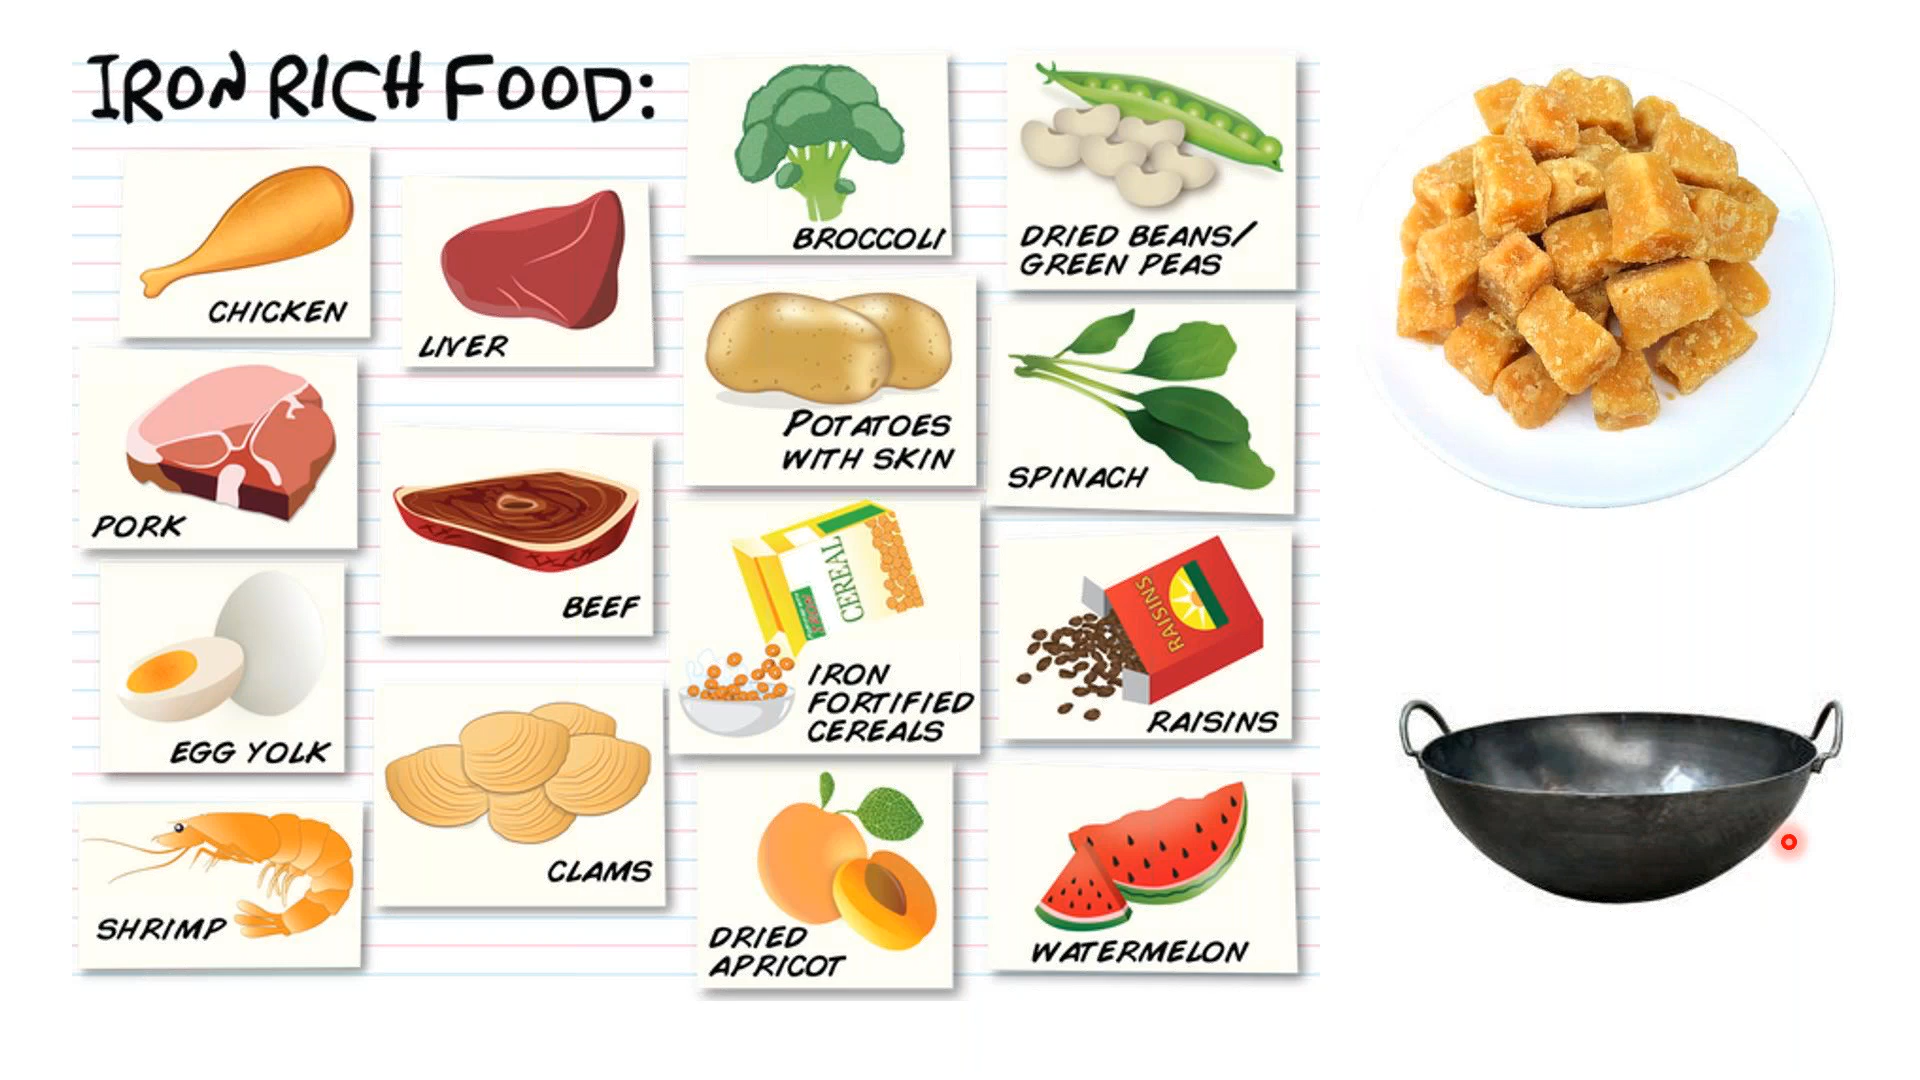 IRON RICH FOOD:
CHICKEN
LIVER
BROCCOLI
DRIED BEANS/
GREEN PEAS
PORK
BEEF
POTATOES
WITH SKIN
SPINACH
EGG YOLK
CLAMS
CEREAL
IRON
FORTIFIED
CEREALS
RAISINS
RAISINS
SHRIMP
DRIED
APRICOT
WATERMELON